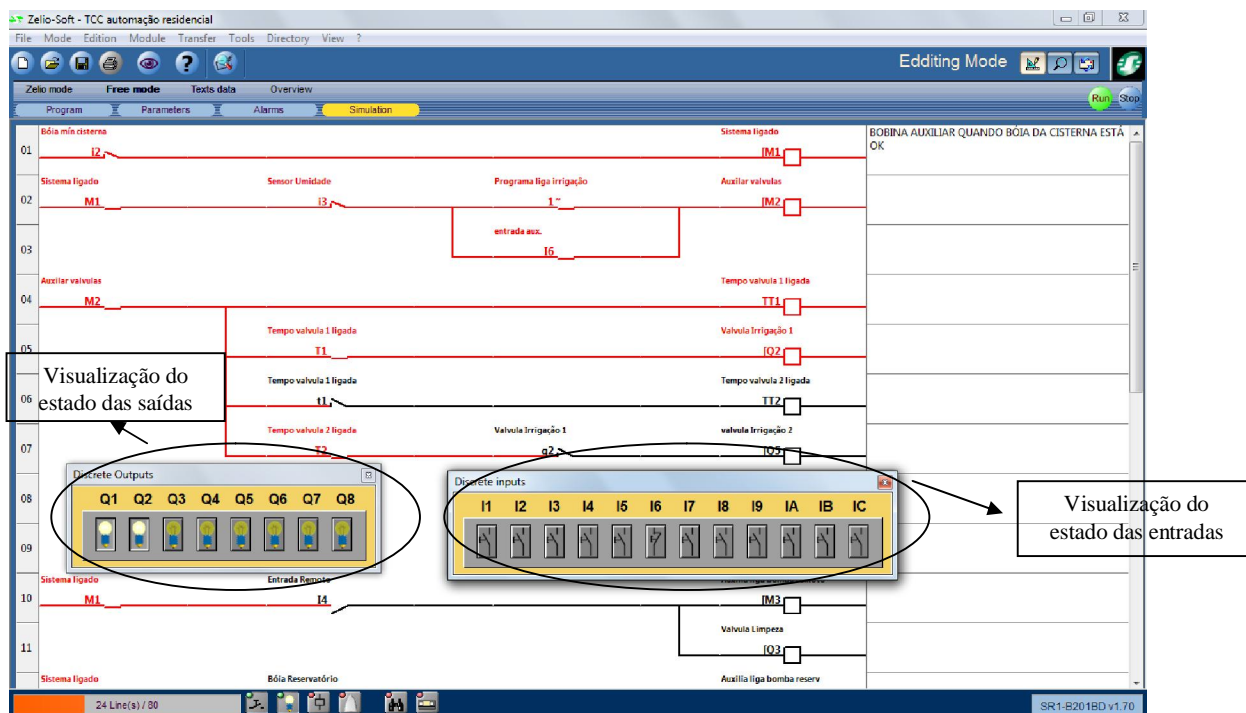 Zelio-Soft - TCC automação residencial
File Mode Edition Module Transfer Tools Directory View ?
Edditing Mode
Zelio mode Free mode Texts data Overview
Program Parameters Alarms Simulation
Run Stop
Bóia mín cisterna Sistema ligado
01 i2 [M1
BOBINA AUXILIAR QUANDO BÓIA DA CISTERNA ESTÁ
OK
Sistema ligado Sensor Umidade Programa liga irrigação Auxilar valvulas
02 M1 i3 1 [M2
entrada aux.
03 I6
Auxilar valvulas Tempo valvula 1 ligada
04 M2 TT1
Tempo valvula 1 ligada Valvula Irrigação 1
05 T1 [Q2
Visualização do
estado das saídas
Tempo valvula 1 ligada Tempo valvula 2 ligada
06 t1 TT2
Tempo valvula 2 ligada Valvula Irrigação 1 valvula Irrigação 2
07 T2 q2 [Q5
Discrete Outputs
Q1 Q2 Q3 Q4 Q5 Q6 Q7 Q8
Discrete inputs
I1 I2 I3 I4 I5 I6 I7 I8 I9 IA IB IC
Visualização do
estado das entradas
08
09
Sistema ligado Entrada Remoto
10 M1 I4 [M3
Valvula Limpeza
11 [Q3
Sistema ligado Bóia Reservatório Auxilia liga bomba reserv
24 Line(s) / 80
SR1-B201BD v1.70